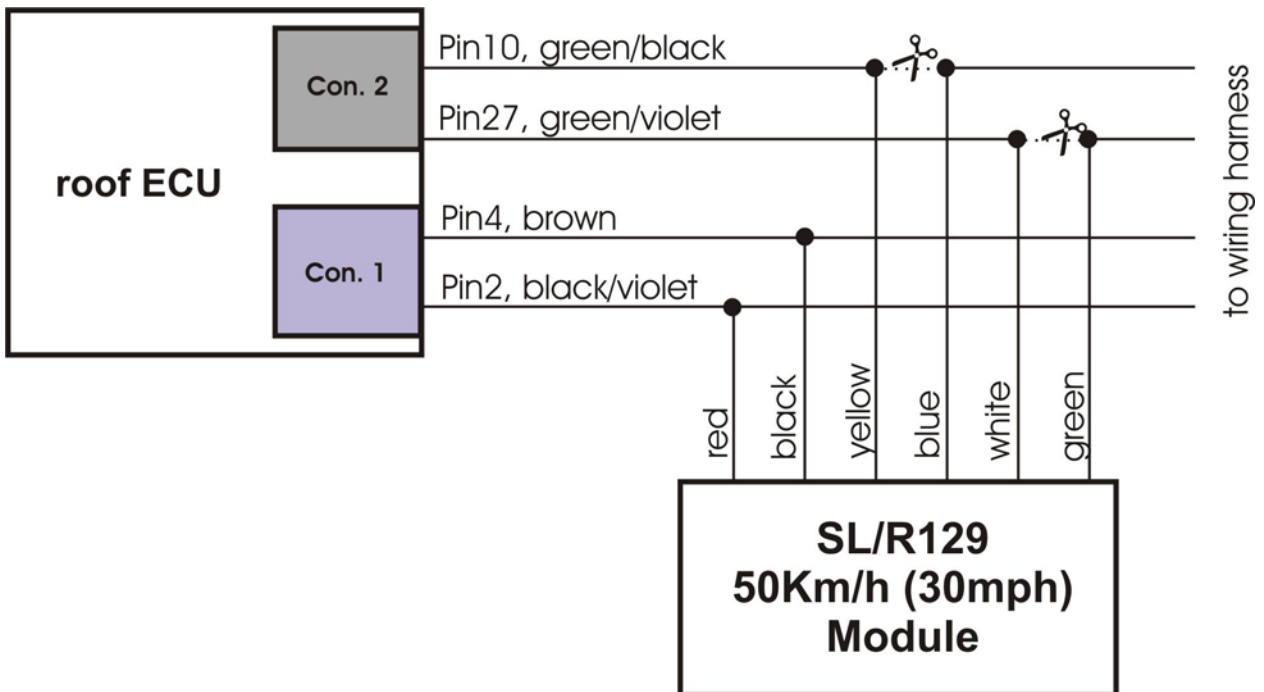 Pin10, green/black
Con. 2
Pin27, green/violet
roof ECU
Pin4, brown
Con. 1
Pin2, black/violet
to wiring harness
red
black
yellow
blue
white
green
SL/R129
50Km/h (30mph)
Module